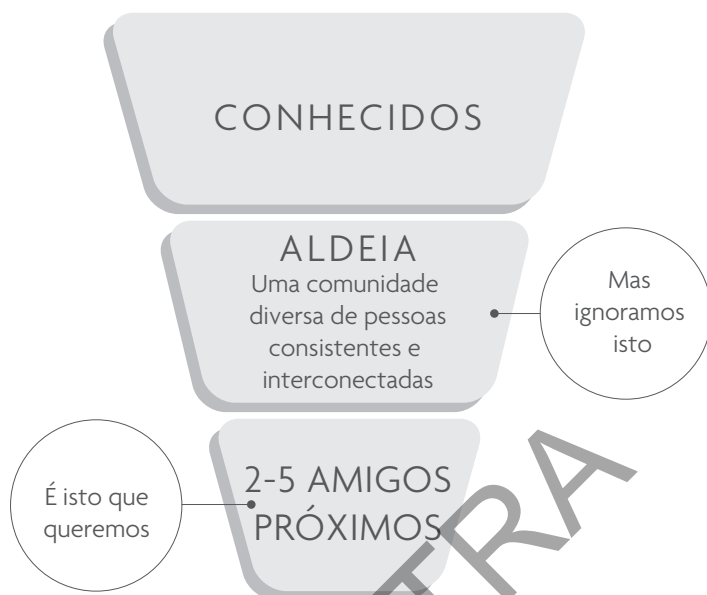 CONHECIDOS
ALDEIA
Uma comunidade
diversa de pessoas
consistentes e
interconectadas
Mas
ignoramos
isto
É isto que
queremos
2-5 AMIGOS
PRÓXIMOS
TRA